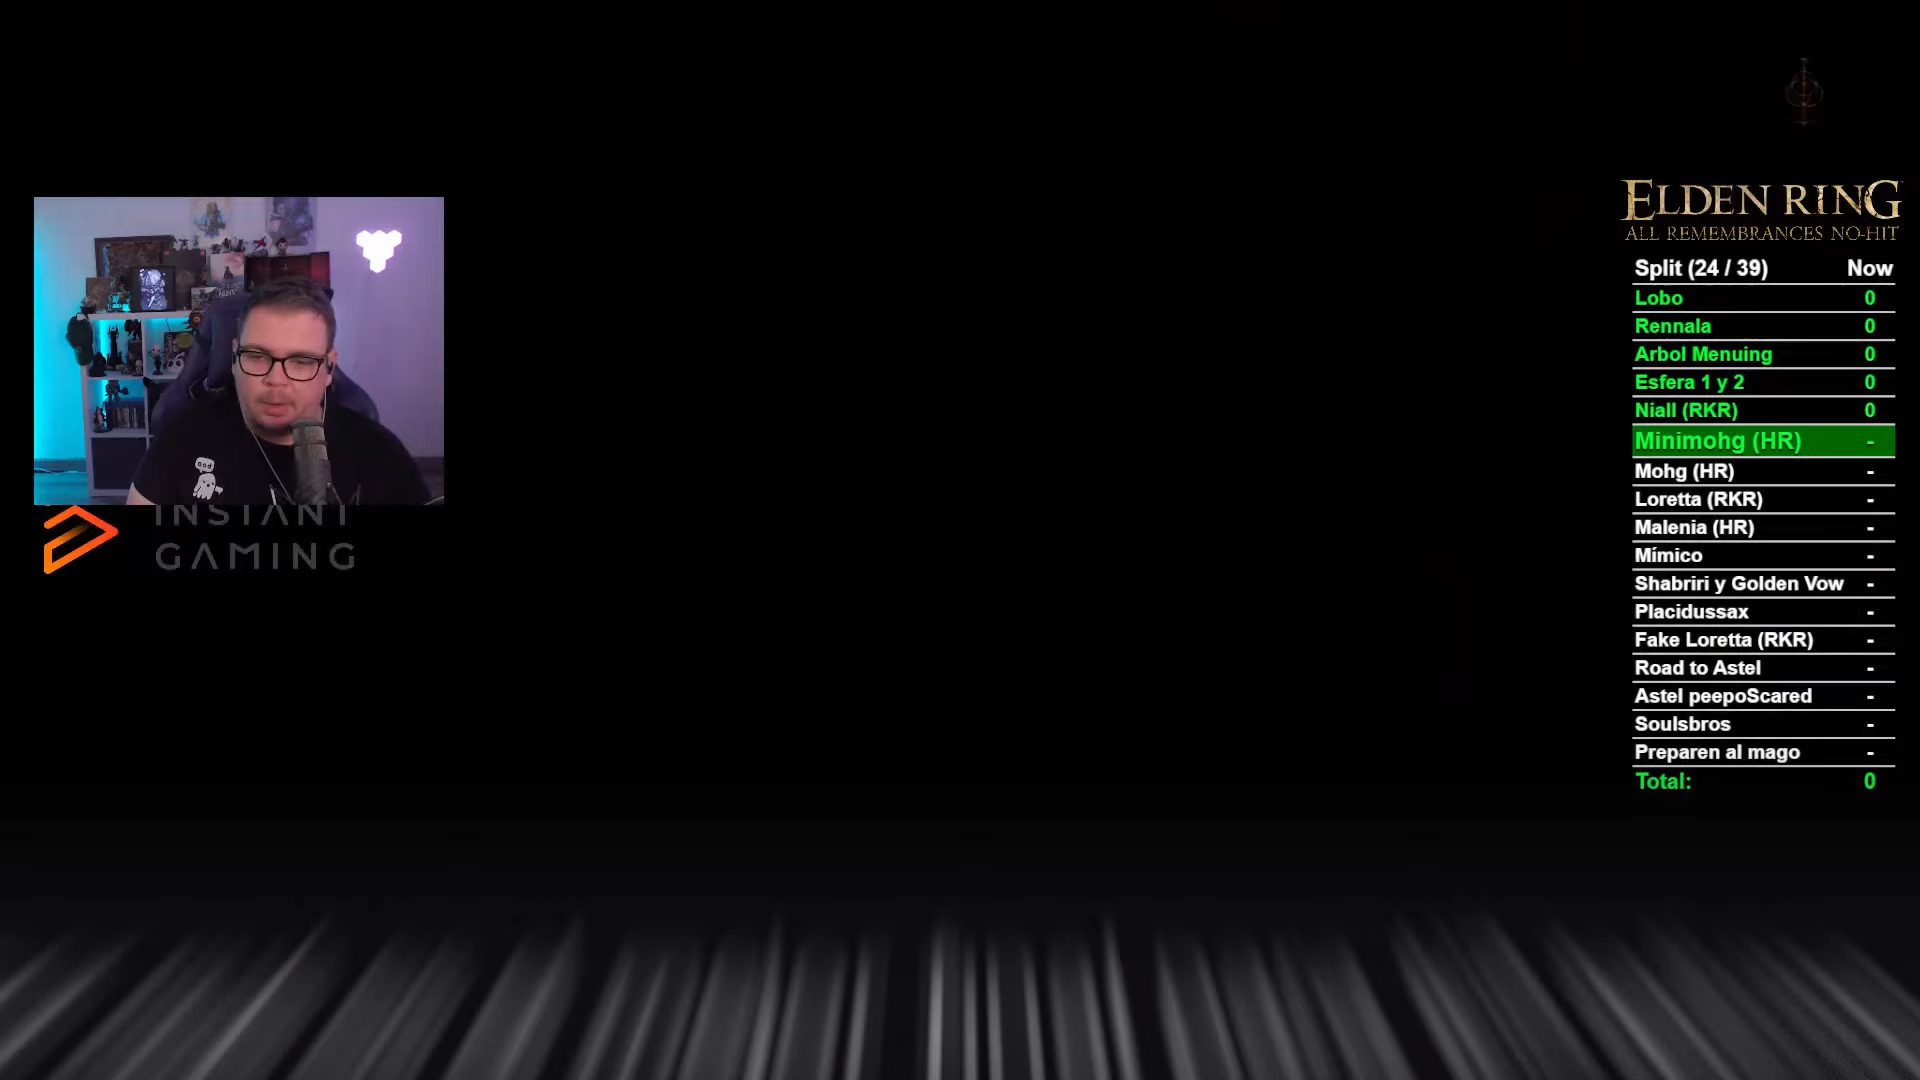 ELDEN RING
ALL REMEMBRANCES NO-HIT
Split (24 / 39) Now
Lobo 0
Rennala 0
Arbol Menuing 0
Esfera 1 y 2 0
Niall (RKR) 0
Minimohg (HR) -
Mohg (HR) -
Loretta (RKR) -
Malenia (HR) -
Mímico -
Shabriri y Golden Vow -
Placidussax -
Fake Loretta (RKR) -
Road to Astel -
Astel peepoScared -
Soulsbros -
Preparen al mago -
Total: 0
INSTANT
GAMING